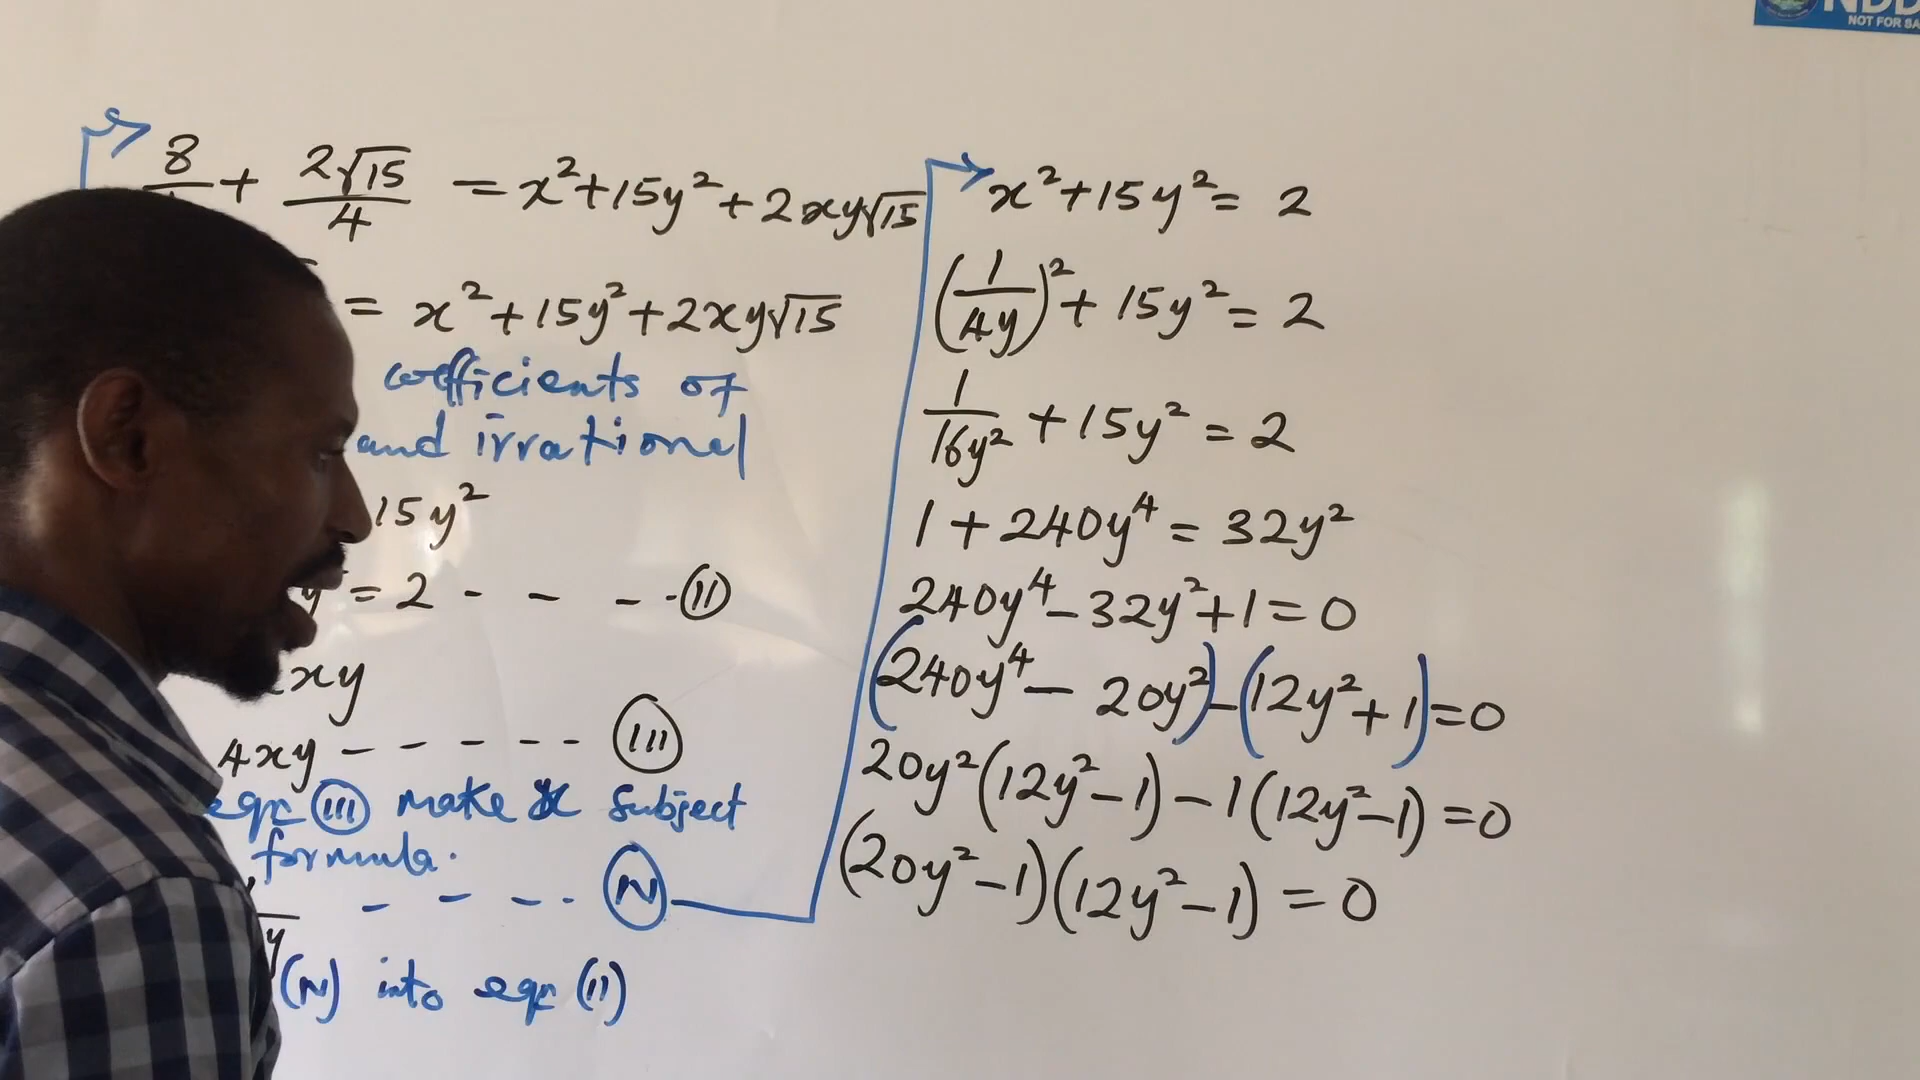 8 + 2√15/4 = x² + 15y² + 2xy√15
= x² + 15y² + 2xy√15
coefficients of
and irrational
15y²
y² = 2 - - - - (II)
xy
4xy - - - - - (III)
eqn (III) make x subject
formula.
- - - - (IV)
y
(IV) into eqn (II)
x² + 15y² = 2
(1/4y)² + 15y² = 2
1/16y² + 15y² = 2
1 + 240y⁴ = 32y²
240y⁴ - 32y² + 1 = 0
(240y⁴ - 20y²) - (12y² + 1) = 0
20y²(12y² - 1) - 1(12y² - 1) = 0
(20y² - 1)(12y² - 1) = 0
NOT FOR SA